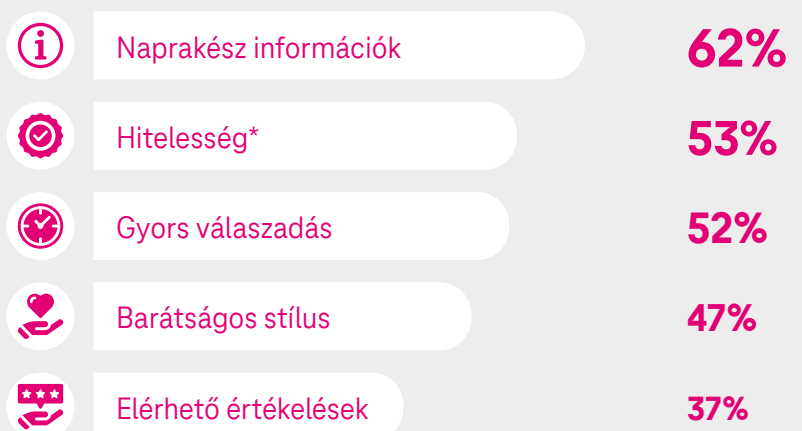 Naprakész információk 62%
Hitelesség* 53%
Gyors válaszadás 52%
Barátságos stílus 47%
Elérhető értékelések 37%